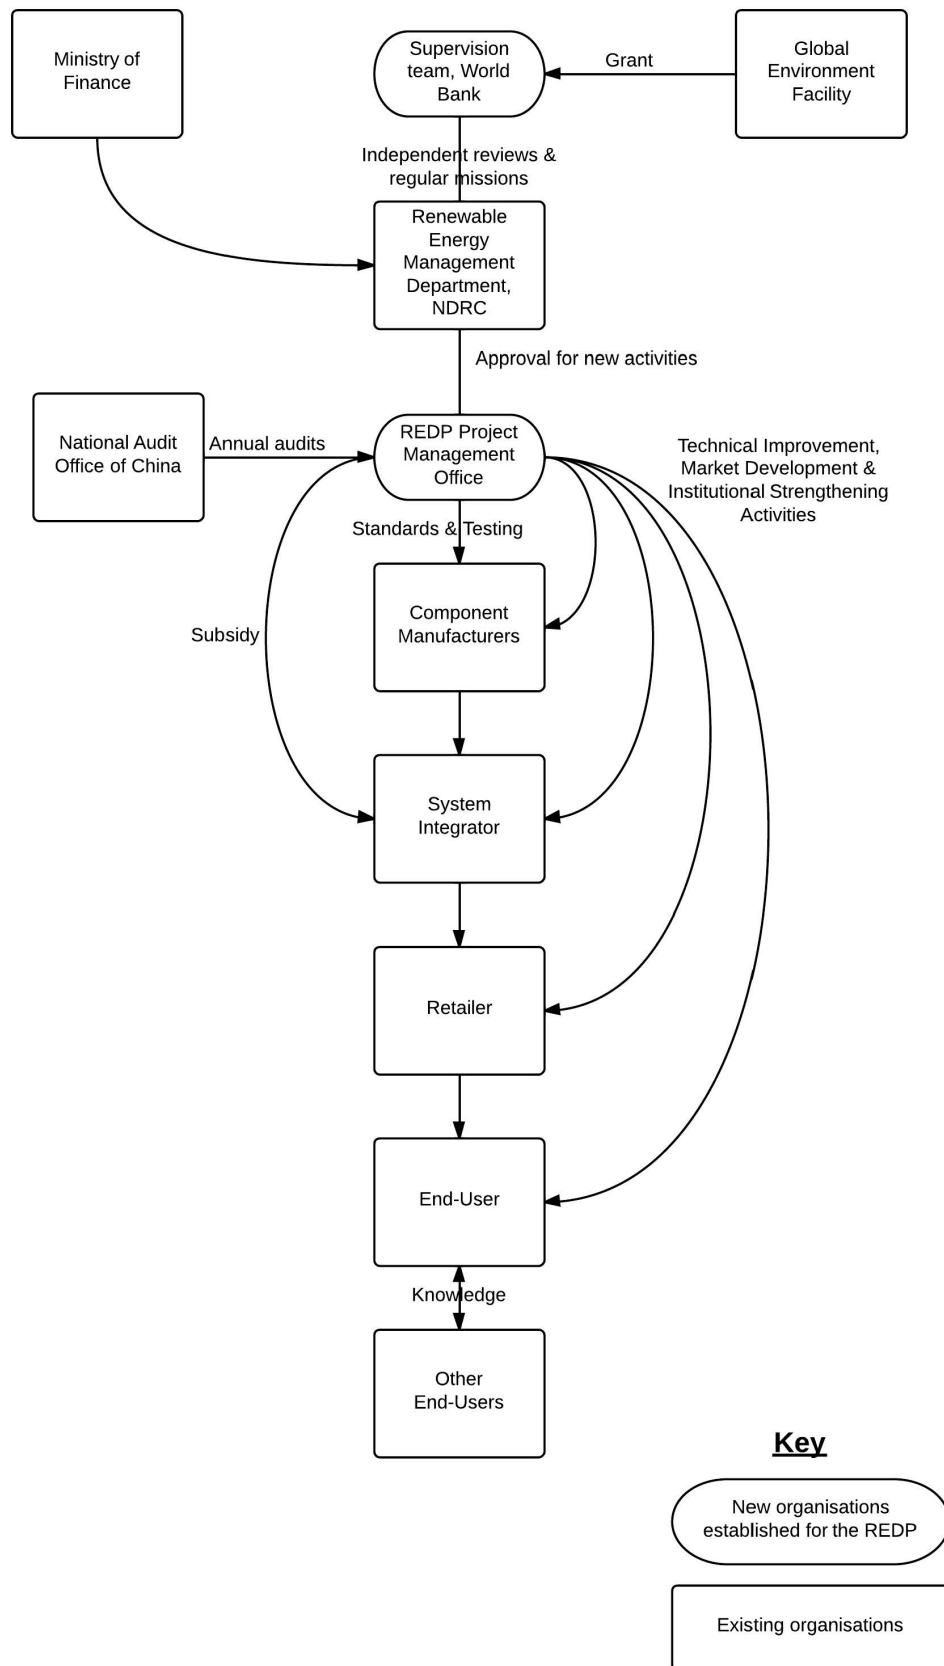 Ministry of
Finance
Supervision
team, World
Bank
Grant
Global
Environment
Facility
Independent reviews &
regular missions
Renewable
Energy
Management
Department,
NDRC
Approval for new activities
National Audit
Office of China
Annual audits
REDP Project
Management
Office
Technical Improvement,
Market Development &
Institutional Strengthening
Activities
Standards & Testing
Component
Manufacturers
Subsidy
System
Integrator
Retailer
End-User
Knowledge
Other
End-Users
Key
New organisations
established for the REDP
Existing organisations